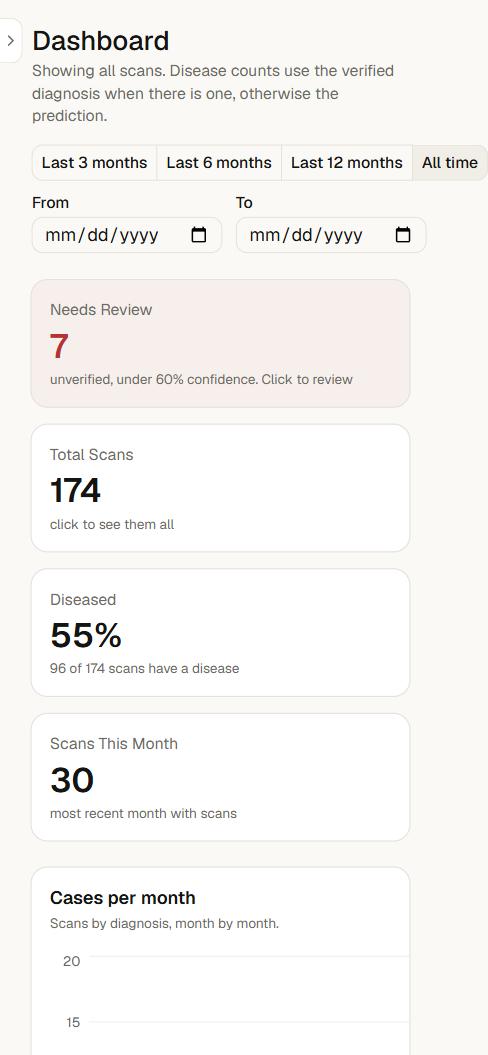 Dashboard
Showing all scans. Disease counts use the verified
diagnosis when there is one, otherwise the
prediction.
Last 3 months Last 6 months Last 12 months All time
From To
mm/dd/yyyy mm/dd/yyyy
Needs Review
7
unverified, under 60% confidence. Click to review
Total Scans
174
click to see them all
Diseased
55%
96 of 174 scans have a disease
Scans This Month
30
most recent month with scans
Cases per month
Scans by diagnosis, month by month.
20
15